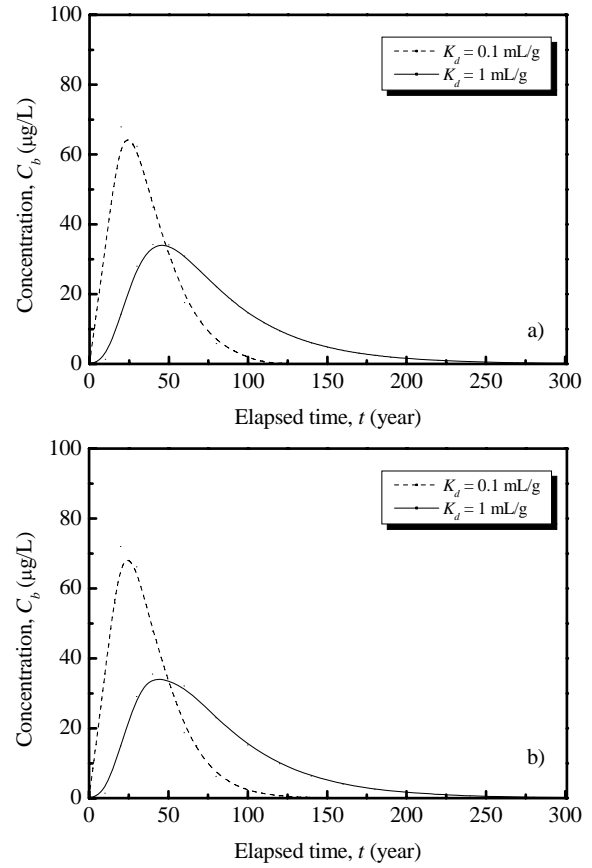 100
80
60
40
20
0
Concentration, C_b (μg/L)
K_d = 0.1 mL/g
K_d = 1 mL/g
a)
0 50 100 150 200 250 300
Elapsed time, t (year)
100
80
60
40
20
0
Concentration, C_b (μg/L)
K_d = 0.1 mL/g
K_d = 1 mL/g
b)
0 50 100 150 200 250 300
Elapsed time, t (year)